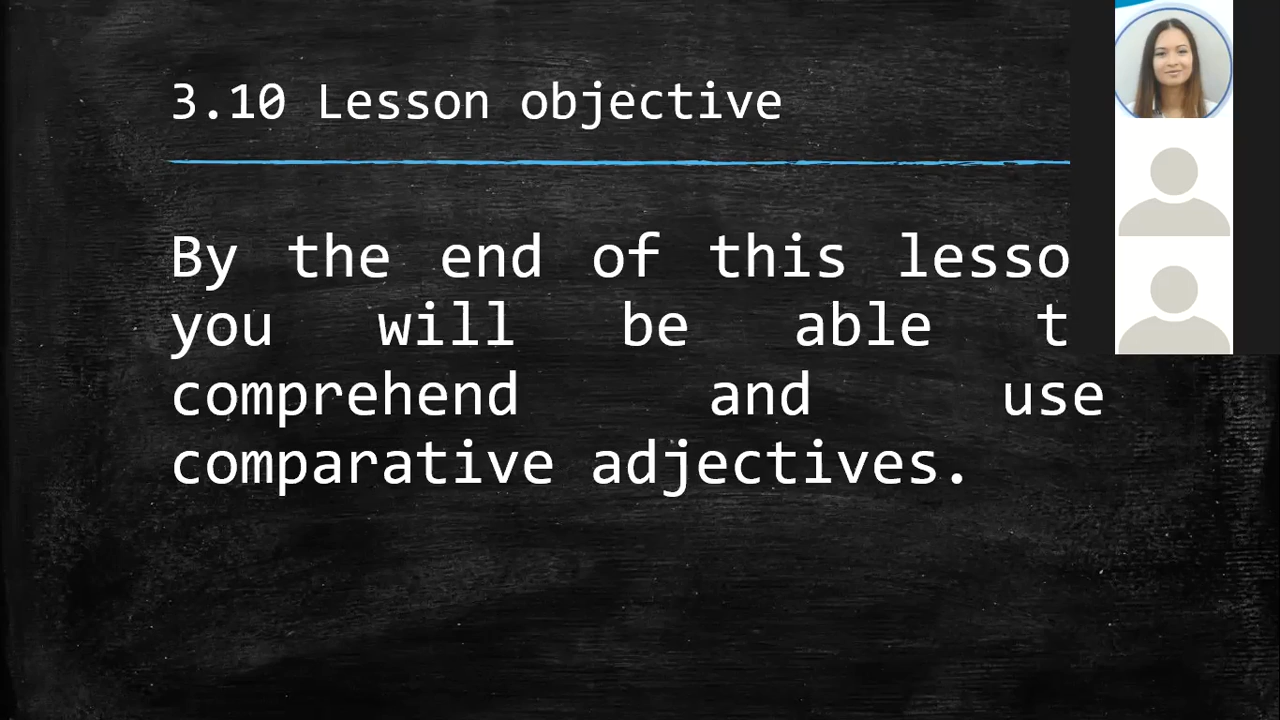 3.10 Lesson objective
By the end of this lesso
you will be able t
comprehend and use
comparative adjectives.